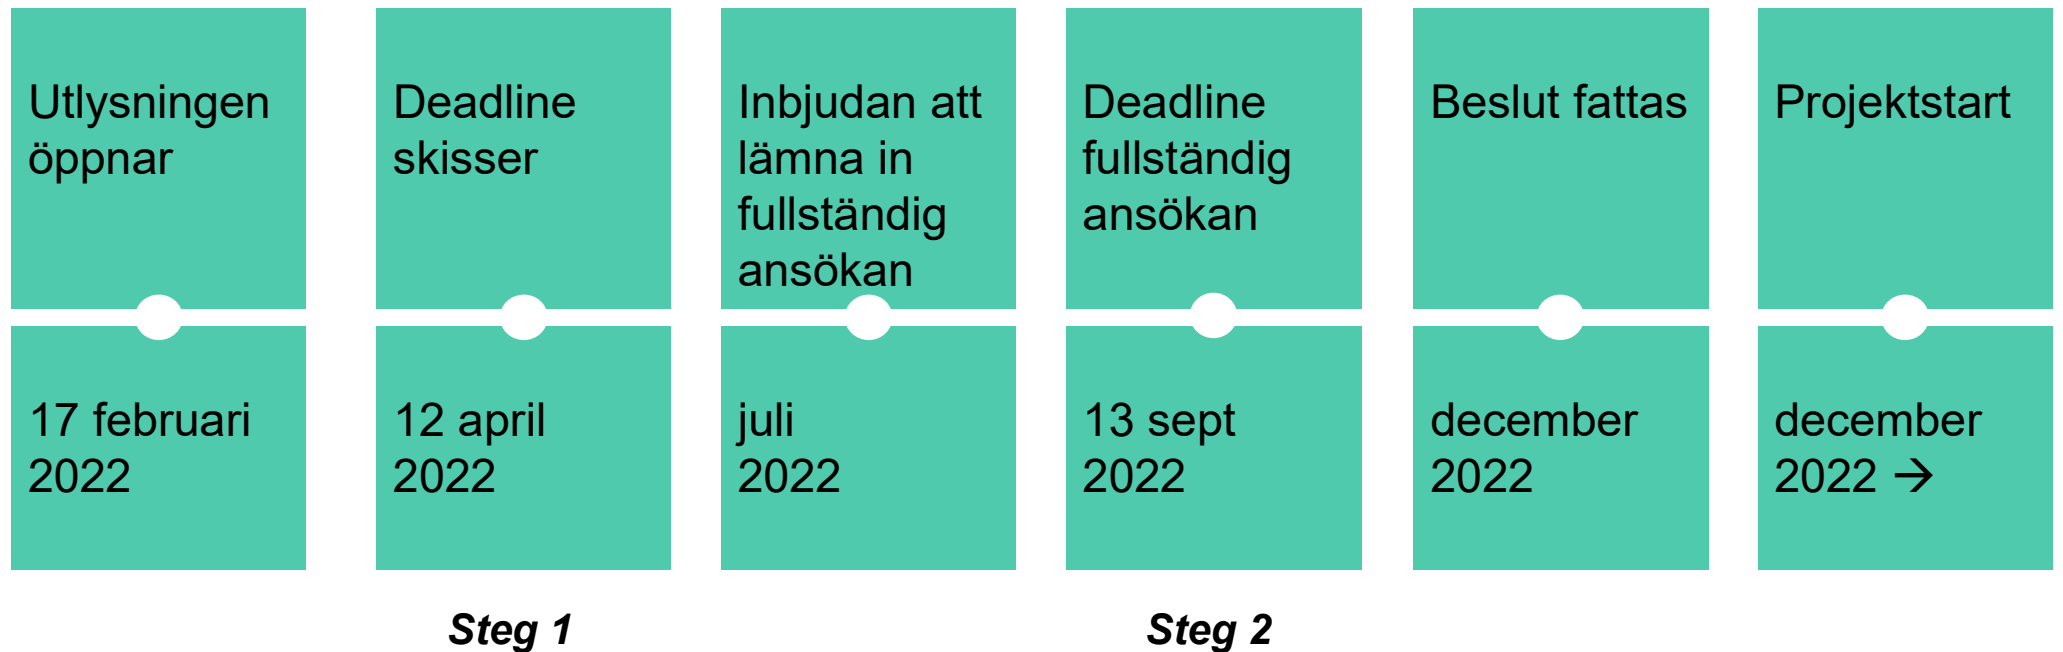 Utlysningen
öppnar
17 februari
2022
Deadline
skisser
12 april
2022
Inbjudan att
lämna in
fullständig
ansökan
juli
2022
Deadline
fullständig
ansökan
13 sept
2022
Beslut fattas
december
2022
Projektstart
december
2022 →
Steg 1
Steg 2